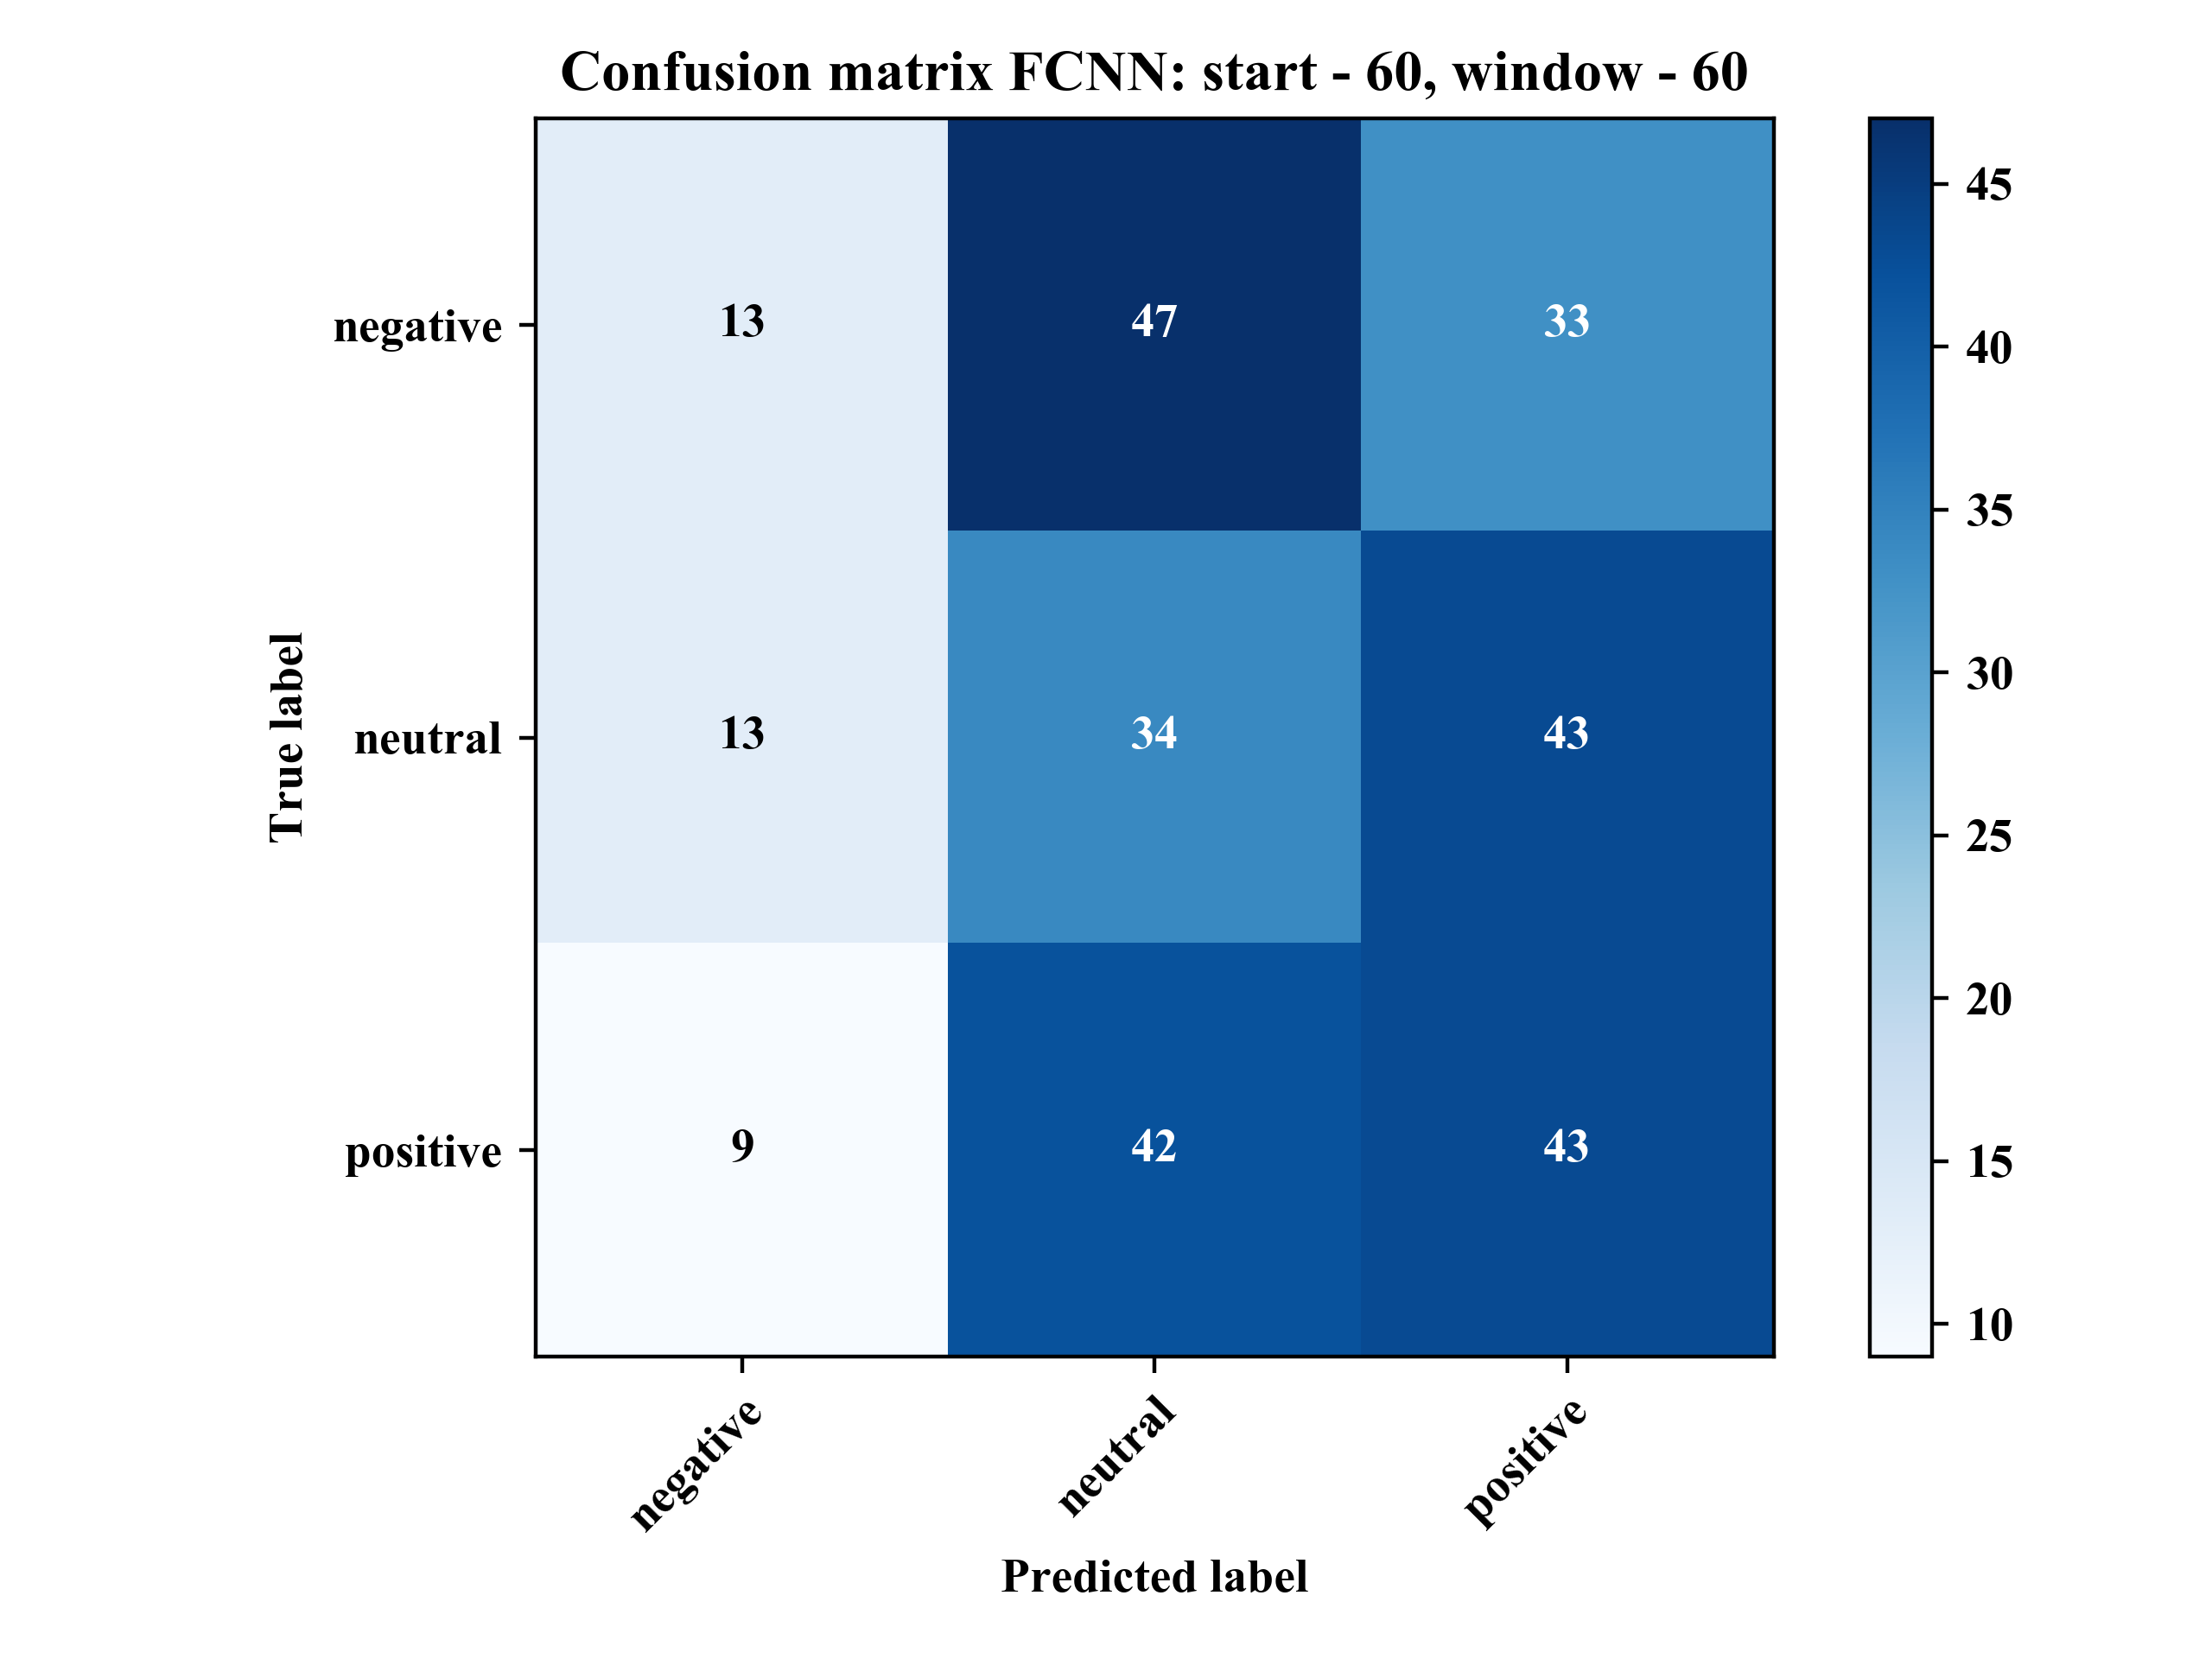 Confusion matrix FCNN: start - 60, window - 60
True label
negative
13
47
33
neutral
13
34
43
positive
9
42
43
negative
neutral
positive
Predicted label
45
40
35
30
25
20
15
10